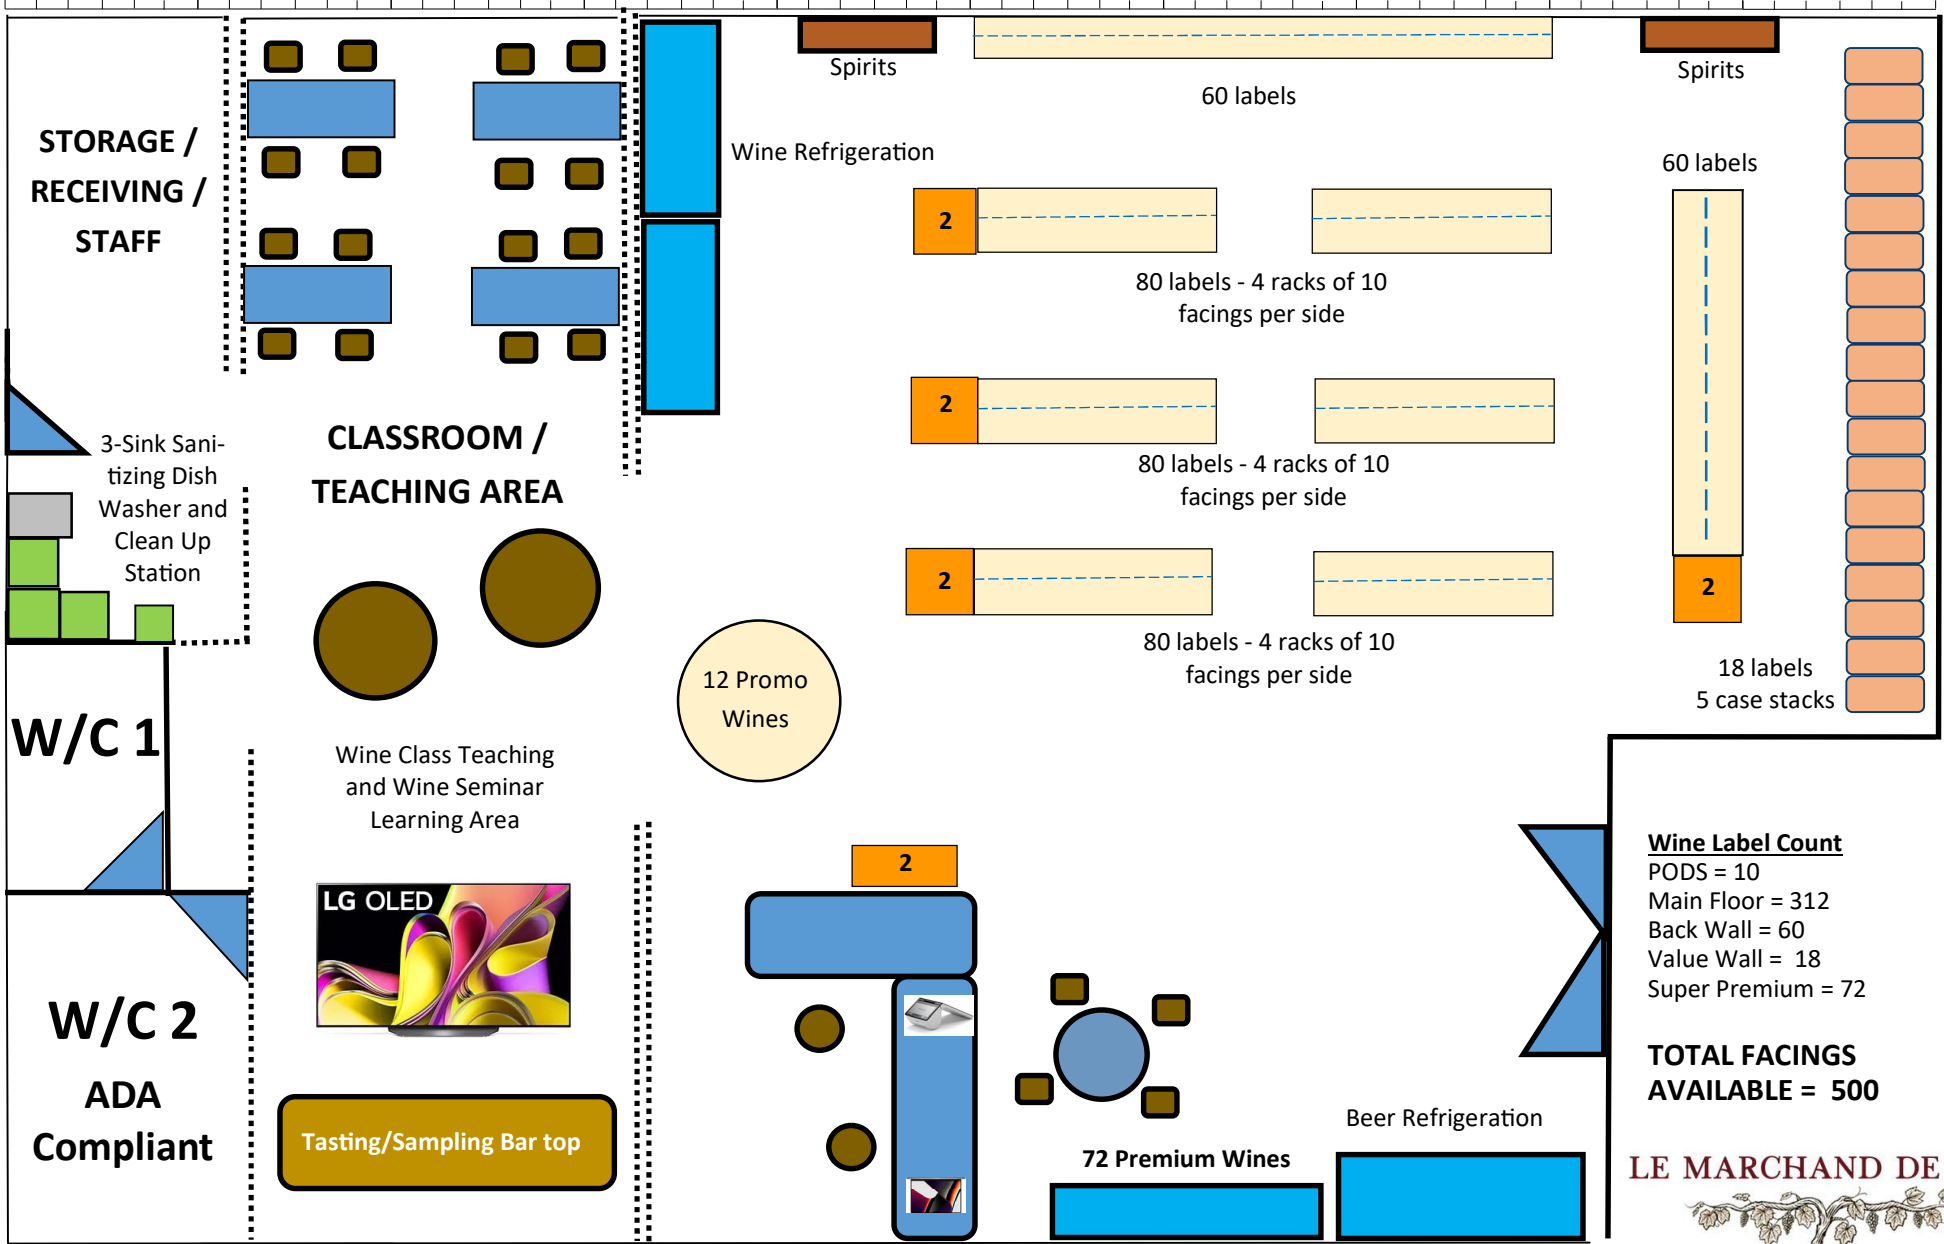 Spirits
Spirits
60 labels
STORAGE /
RECEIVING /
STAFF
Wine Refrigeration
60 labels
2
80 labels - 4 racks of 10
facings per side
2
80 labels - 4 racks of 10
facings per side
3-Sink Sani-
tizing Dish
Washer and
Clean Up
Station
CLASSROOM /
TEACHING AREA
2
80 labels - 4 racks of 10
facings per side
2
18 labels
5 case stacks
12 Promo
Wines
W/C 1
Wine Class Teaching
and Wine Seminar
Learning Area
2
LG OLED
Wine Label Count
PODS = 10
Main Floor = 312
Back Wall = 60
Value Wall =  18
Super Premium = 72
TOTAL FACINGS
AVAILABLE =  500
W/C 2
ADA
Compliant
Tasting/Sampling Bar top
72 Premium Wines
Beer Refrigeration
LE MARCHAND DE